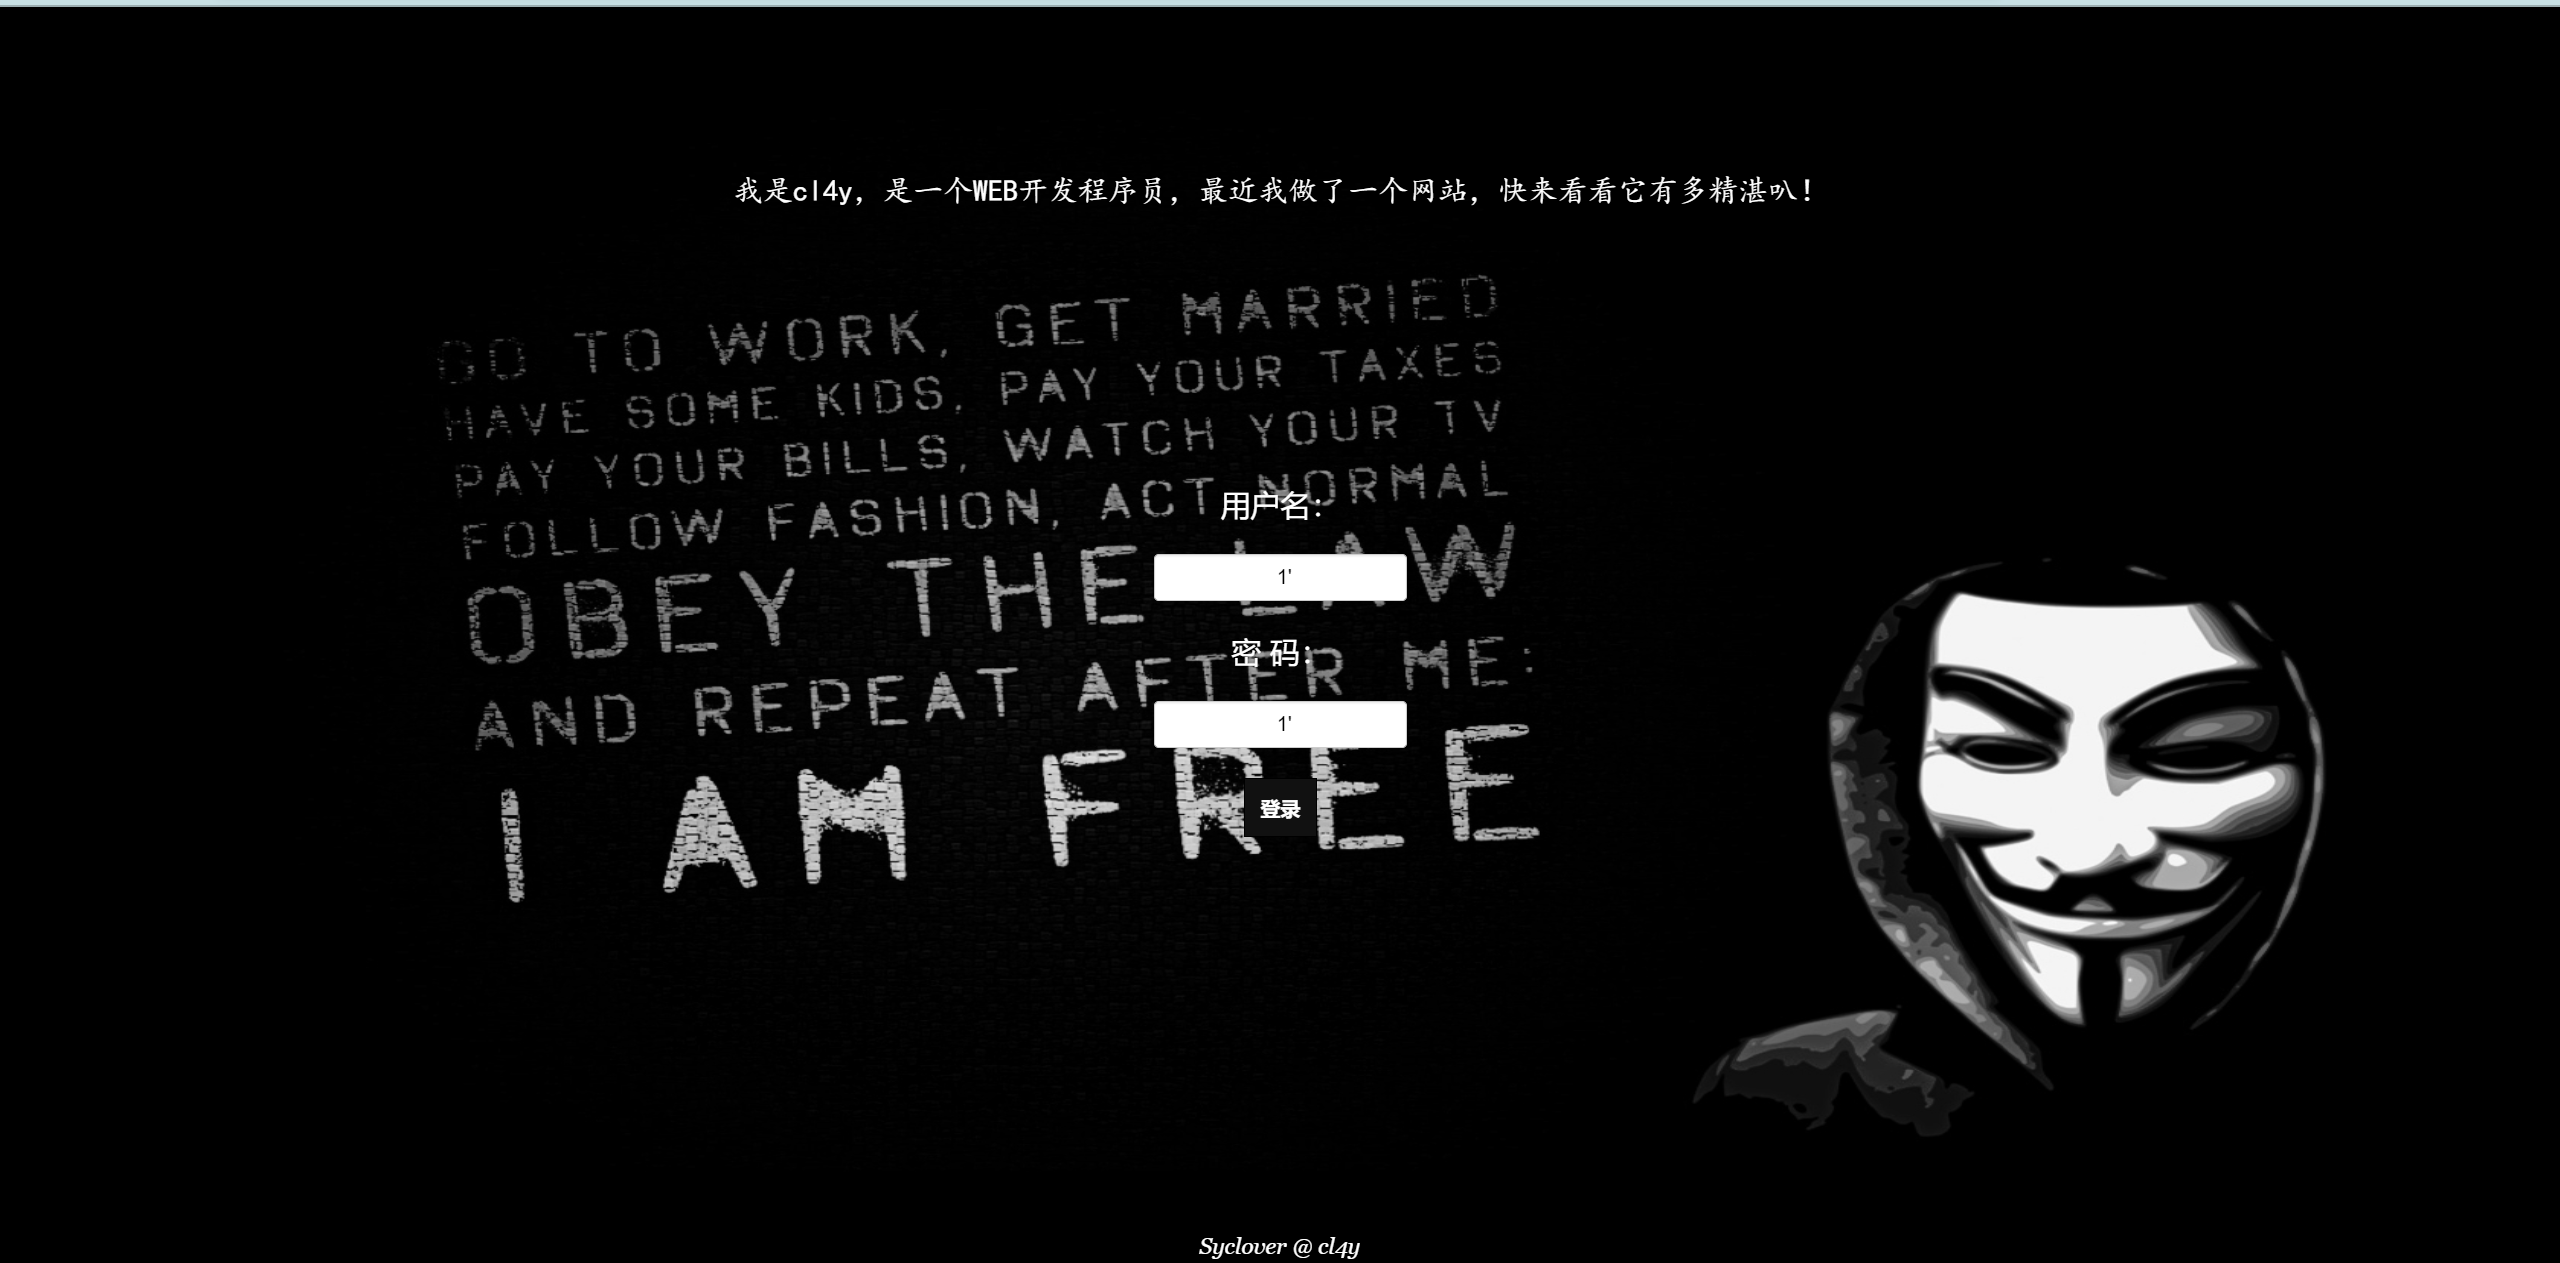 我是cl4y，是一个WEB开发程序员，最近我做了一个网站，快来看看它有多精湛叭！
GO TO WORK, GET MARRIED
HAVE SOME KIDS, PAY YOUR TAXES
PAY YOUR BILLS, WATCH YOUR TV
FOLLOW FASHION, ACT NORMAL
OBEY THE LAW
AND REPEAT AFTER ME:
I AM FREE
用户名：
1'
密 码：
1'
登录
Syclover @ cl4y